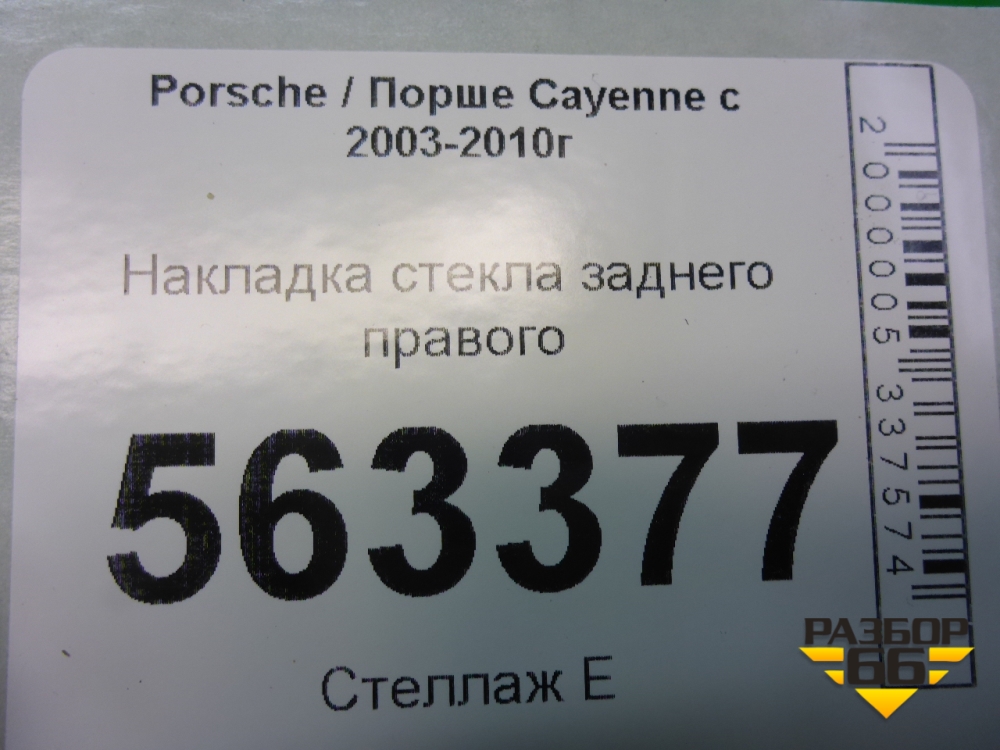 Porsche / Порше Cayenne с
2003-2010г
Накладка стекла заднего
правого
563377
Стеллаж E
2000005337574
РАЗБОР
66